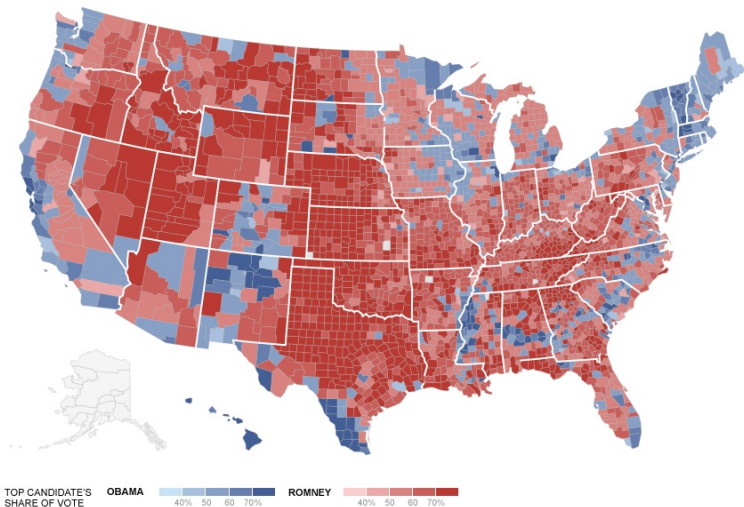 TOP CANDIDATE'S
SHARE OF VOTE
OBAMA
40% 50 60 70%
ROMNEY
40% 50 60 70%